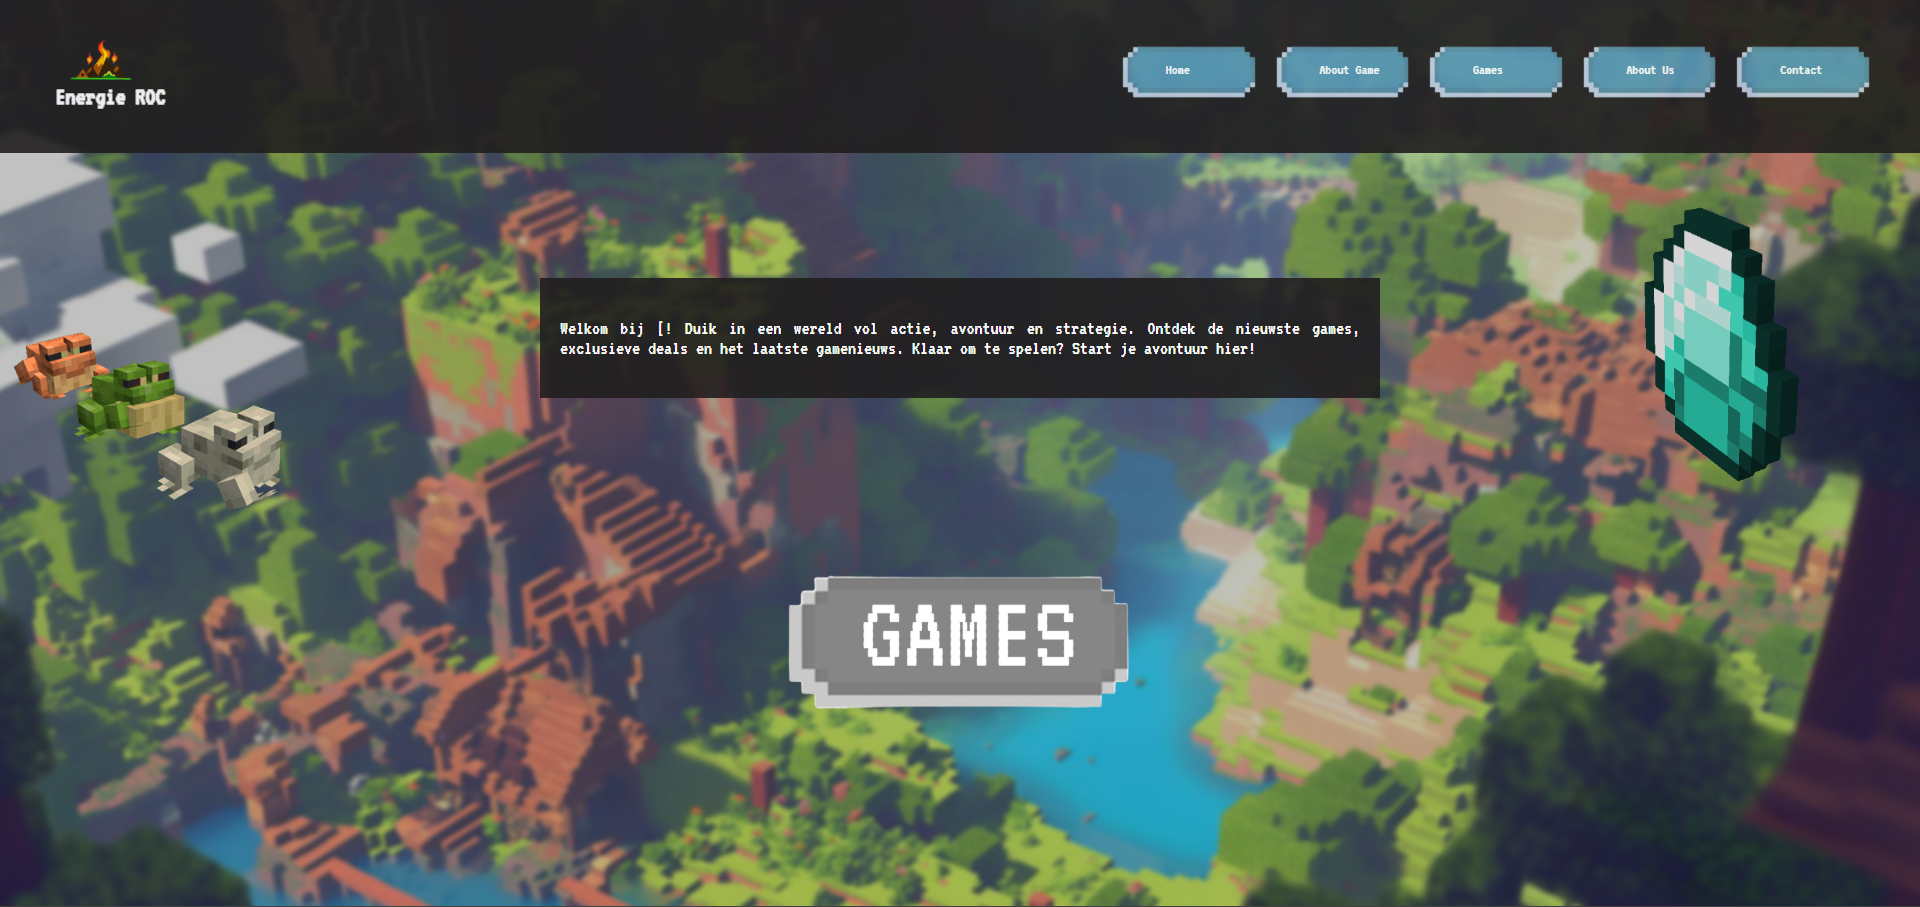 Energie ROC
Home
About Game
Games
About Us
Contact
Welkom bij [! Duik in een wereld vol actie, avontuur en strategie. Ontdek de nieuwste games,
exclusieve deals en het laatste gamenieuws. Klaar om te spelen? Start je avontuur hier!
GAMES